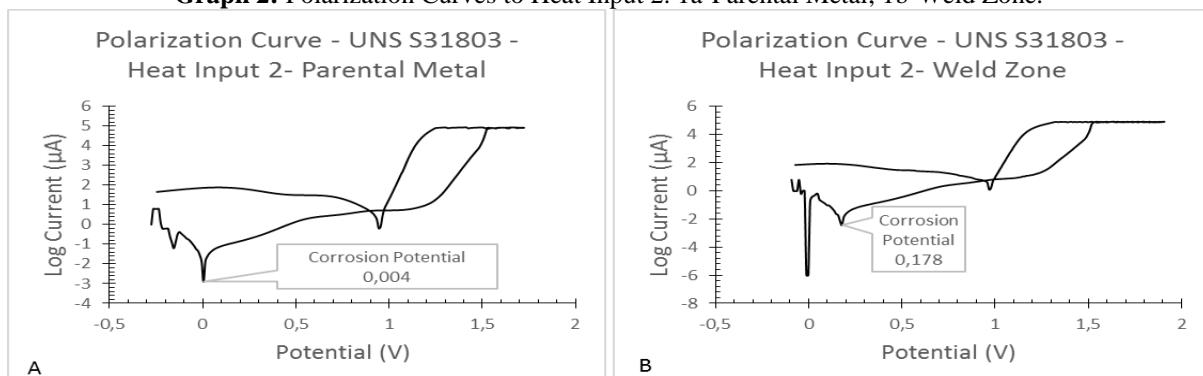 Graph 2: Polarization Curves to Heat Input 2. 1a-Parental Metal; 1b-Weld Zone.
Polarization Curve - UNS S31803 -
Heat Input 2- Parental Metal
Log Current (µA)
6
5
4
3
2
1
0
-1
-2
-3
-4
Corrosion Potential
0,004
-0,5
0
0,5
1
1,5
2
Potential (V)
A
Polarization Curve - UNS S31803 -
Heat Input 2- Weld Zone
Log Current (µA)
6
4
2
0
-2
-4
-6
-8
Corrosion
Potential
0,178
-0,5
0
0,5
1
1,5
2
Potential (V)
B